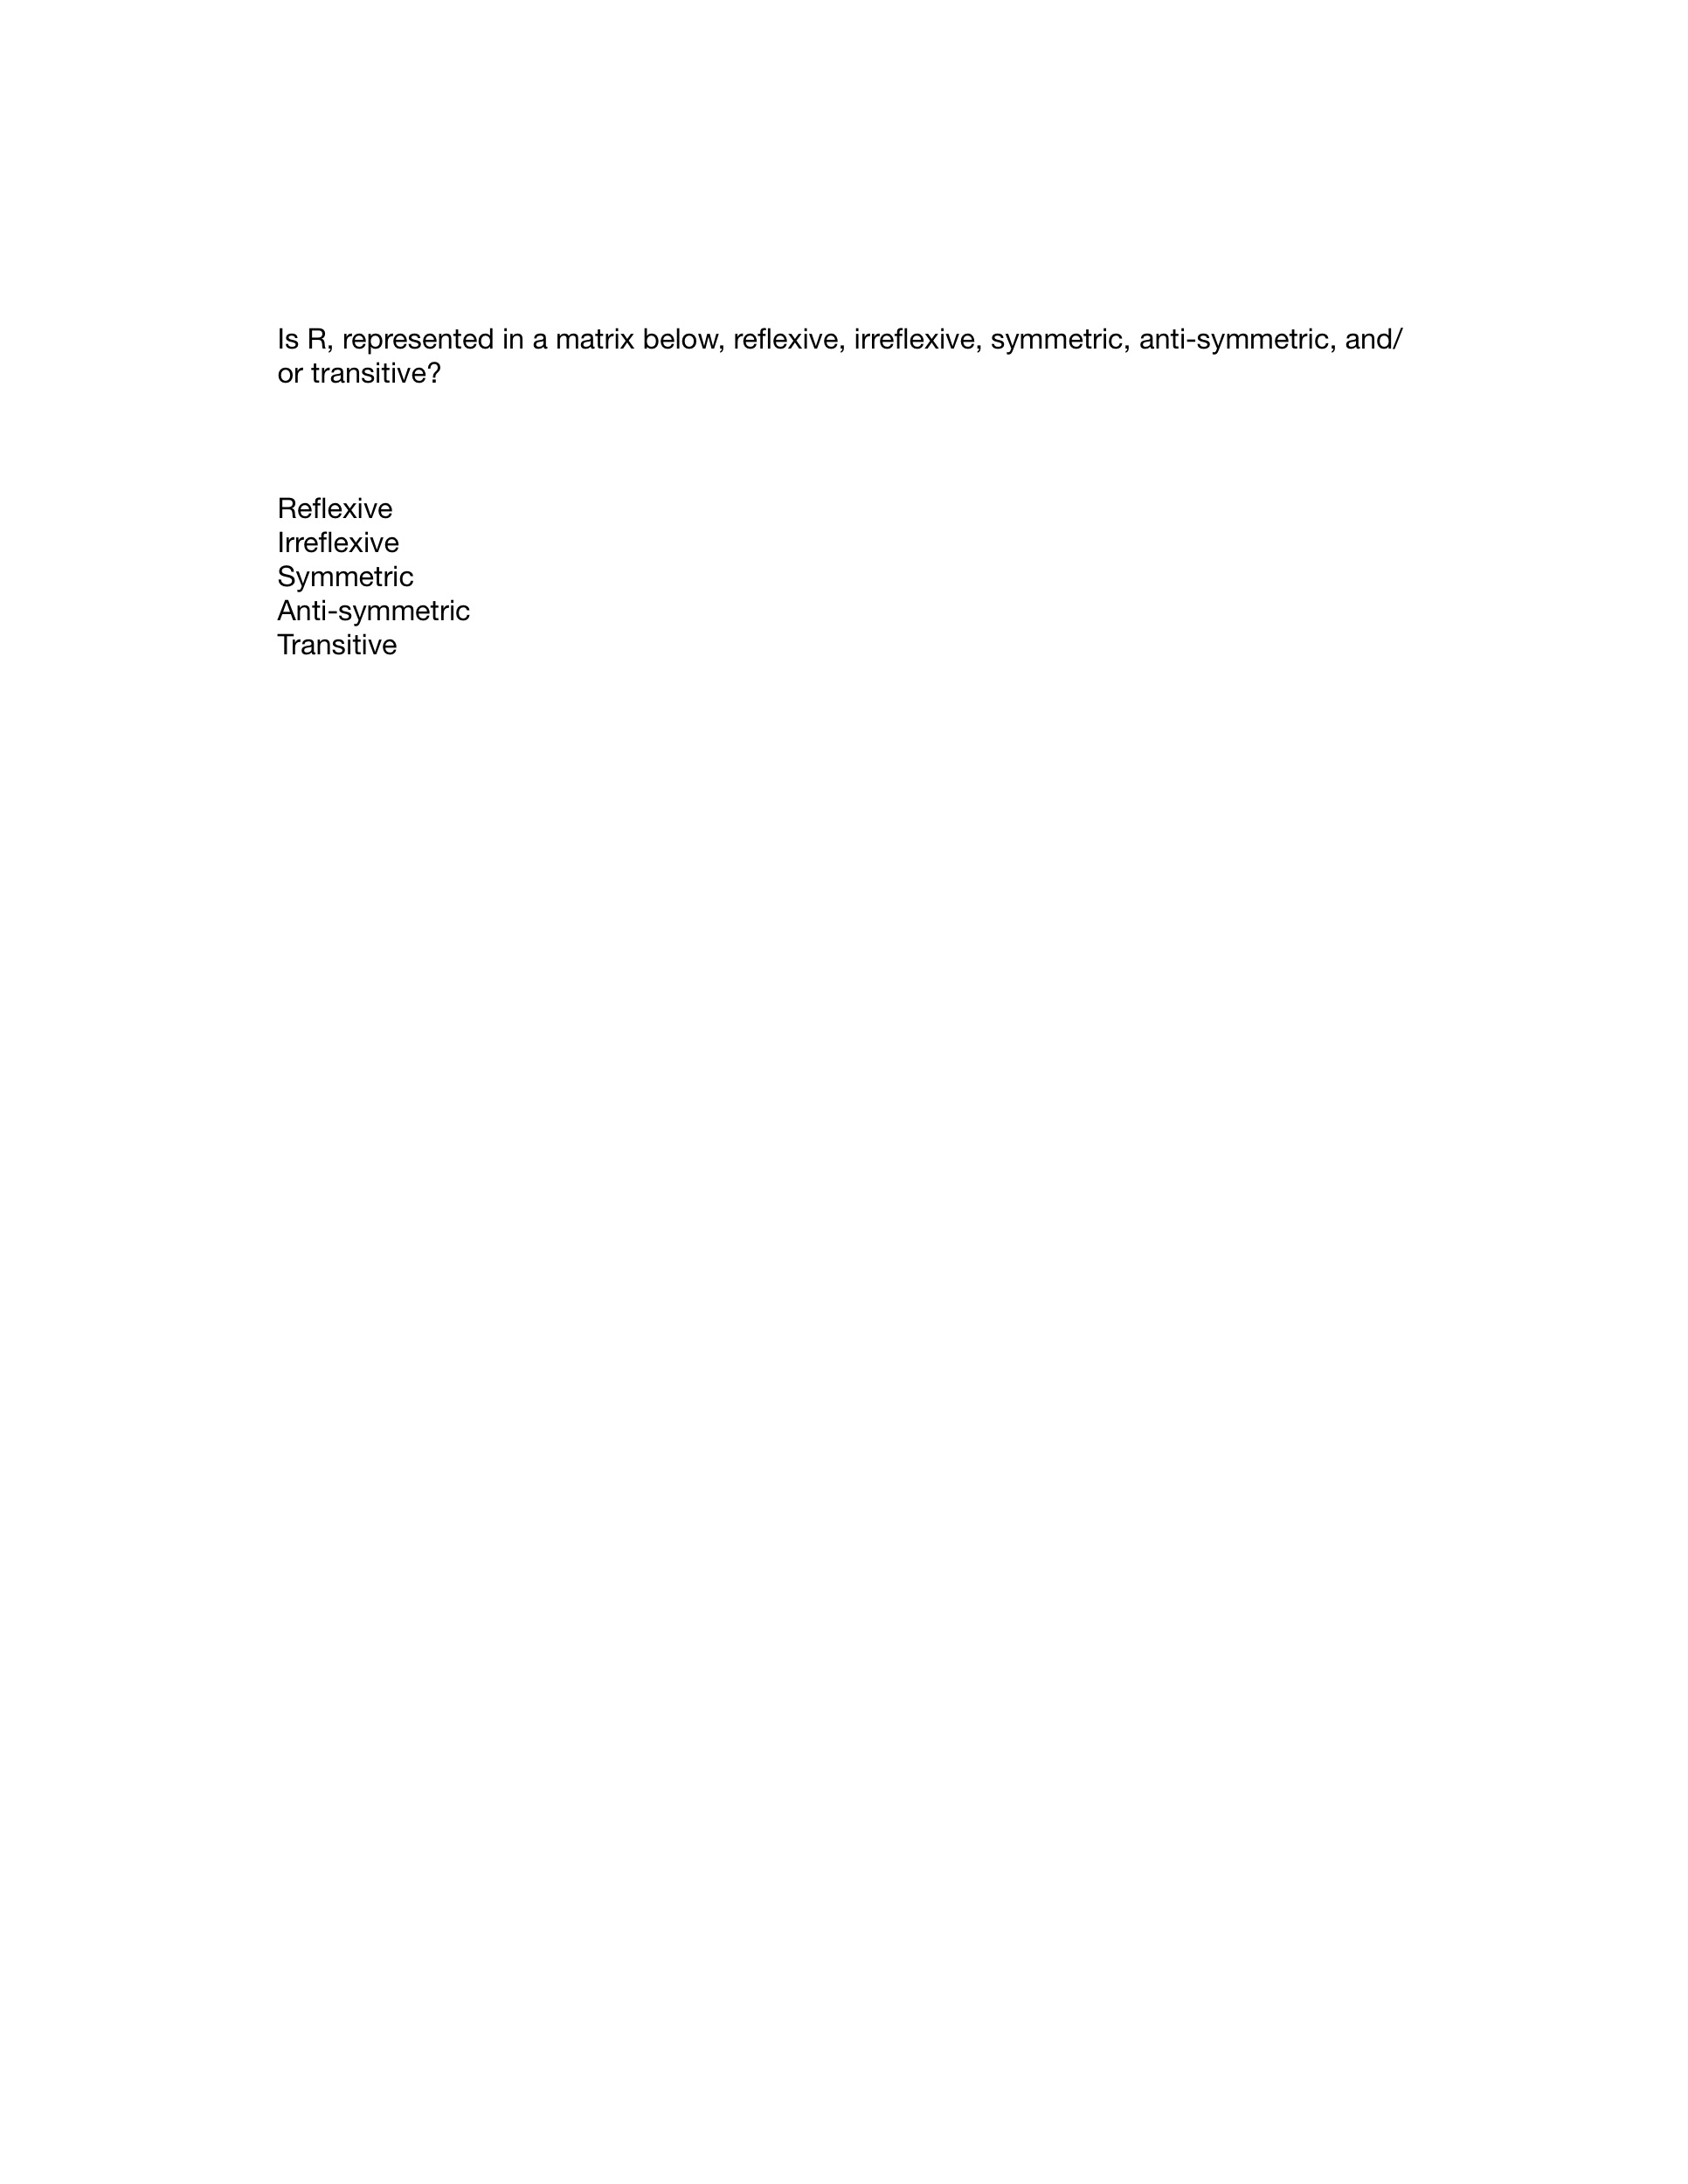 Is R, represented in a matrix below, reflexive, irreflexive, symmetric, anti-symmetric, and/
or transitive?
Reflexive
Irreflexive
Symmetric
Anti-symmetric
Transitive